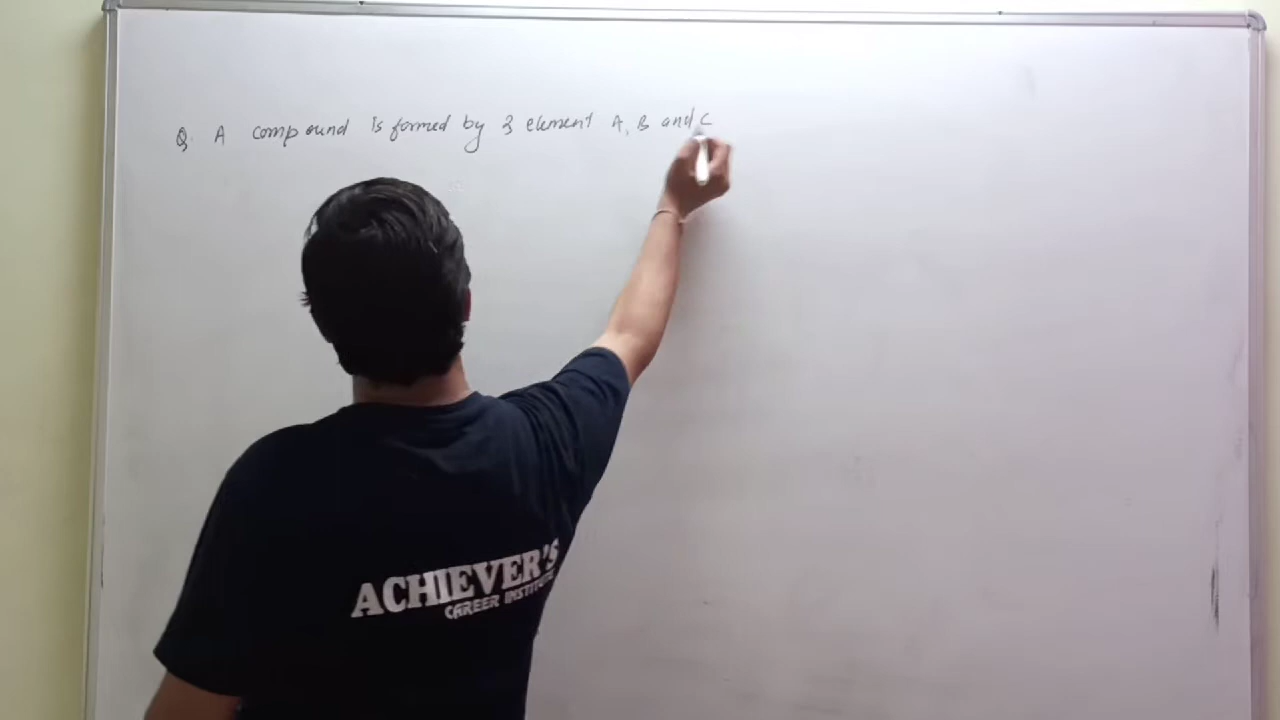 Q. A compound is formed by 3 element A, B and C
ACHIEVER'S
CAREER INSTITUTE